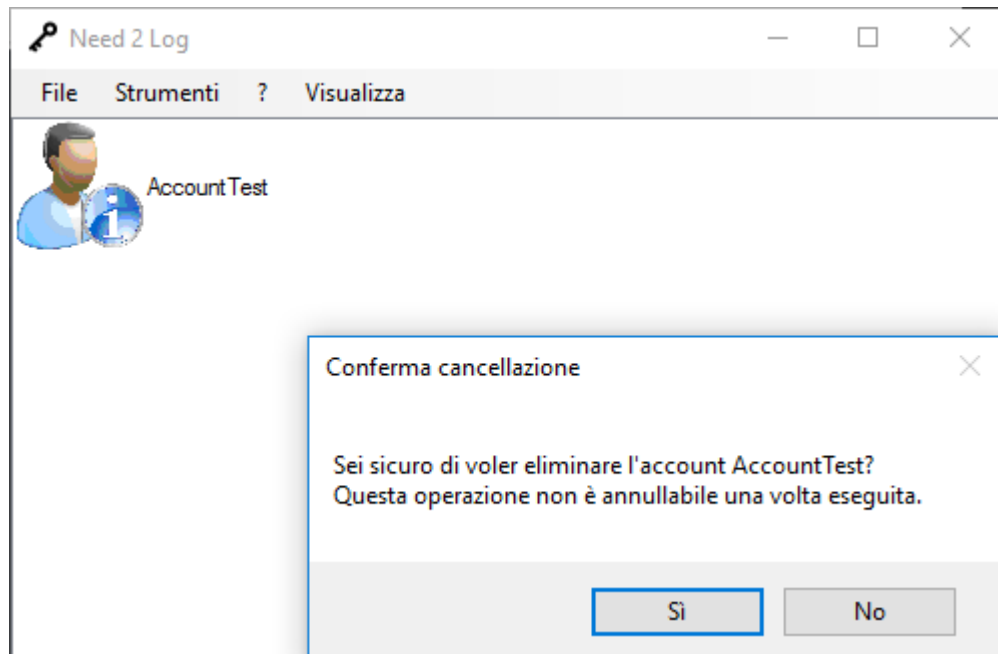 Need 2 Log
File Strumenti ? Visualizza
AccountTest
Conferma cancellazione
Sei sicuro di voler eliminare l'account AccountTest?
Questa operazione non è annullabile una volta eseguita.
Sì No